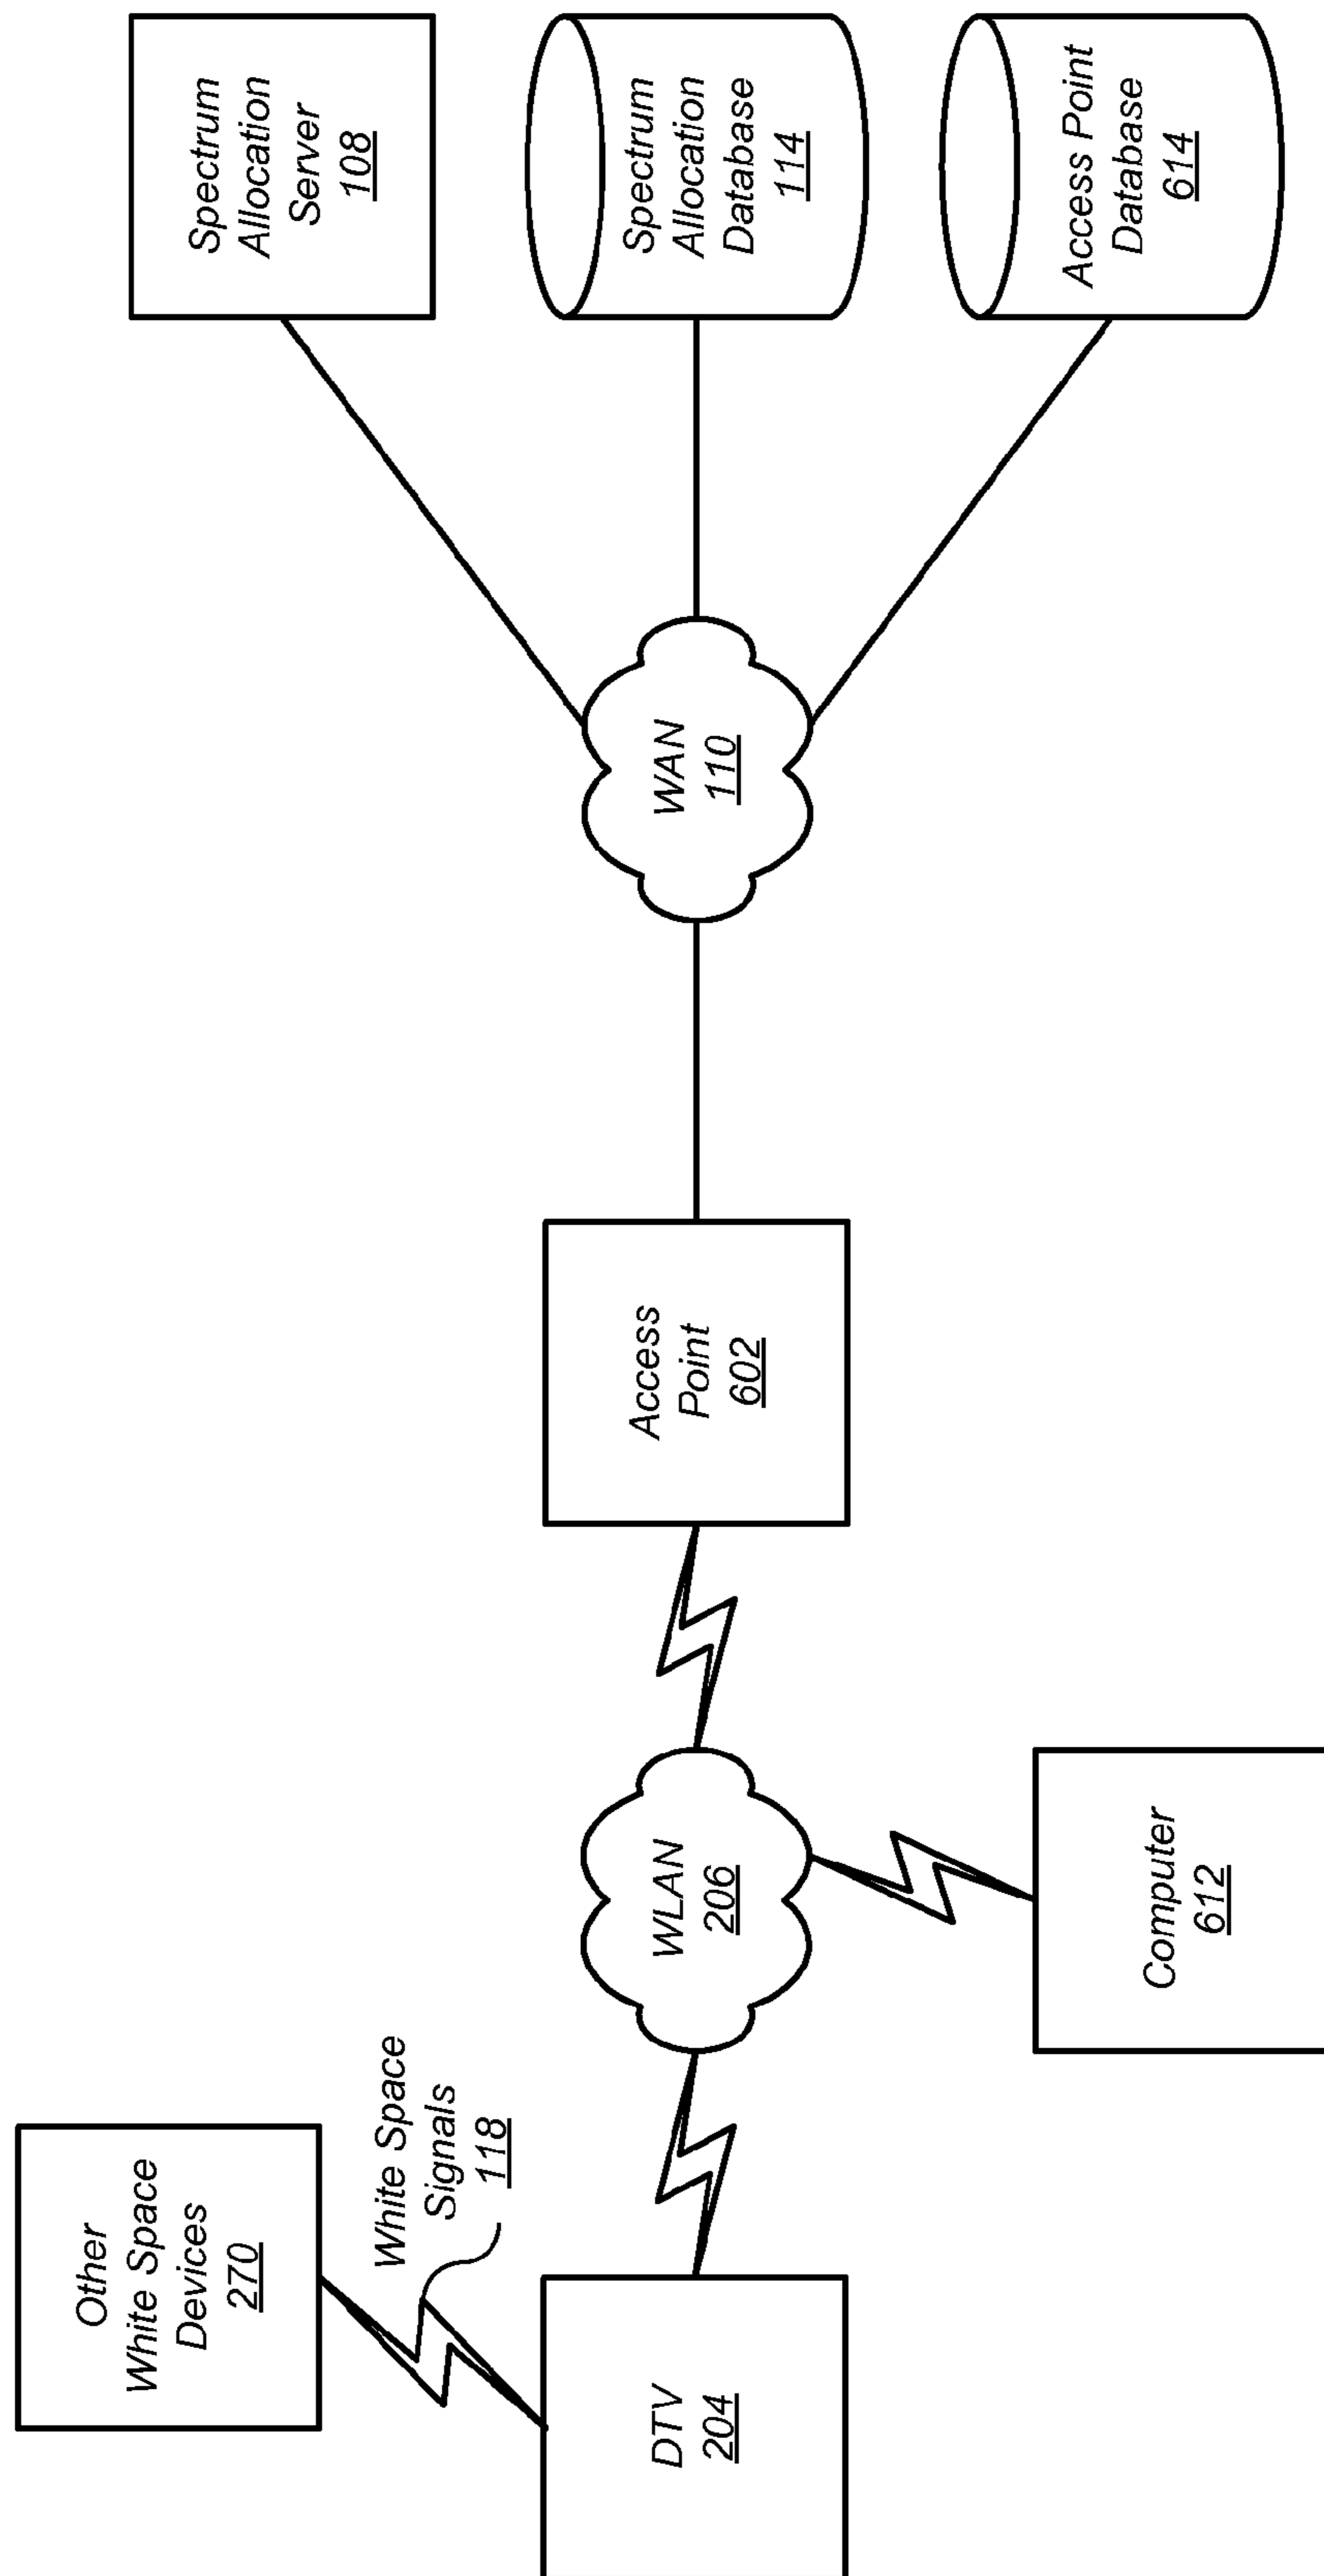 Other
White Space
Devices
270
White Space
Signals
118
DTV
204
WLAN
206
Computer
612
Access
Point
602
WAN
110
Spectrum
Allocation
Server
108
Spectrum
Allocation
Database
114
Access Point
Database
614